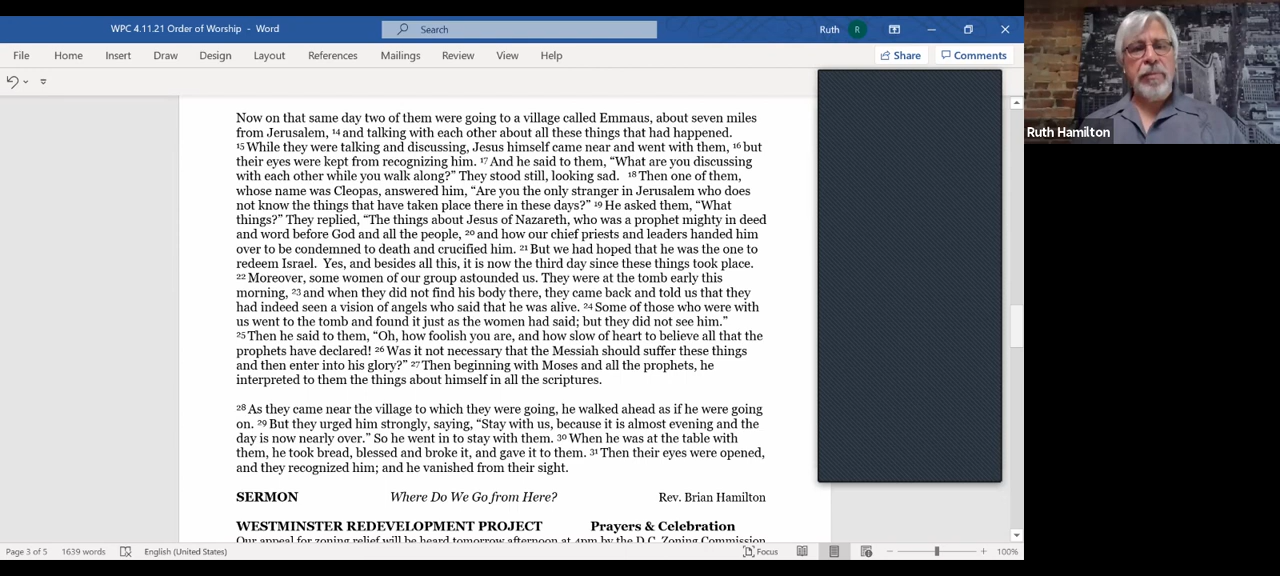 WPC 4.11.21 Order of Worship - Word
Search
Ruth R
File Home Insert Draw Design Layout References Mailings Review View Help
Share Comments
Now on that same day two of them were going to a village called Emmaus, about seven miles
from Jerusalem, 14 and talking with each other about all these things that had happened.
15 While they were talking and discussing, Jesus himself came near and went with them, 16 but
their eyes were kept from recognizing him. 17 And he said to them, “What are you discussing
with each other while you walk along?” They stood still, looking sad. 18 Then one of them,
whose name was Cleopas, answered him, “Are you the only stranger in Jerusalem who does
not know the things that have taken place there in these days?” 19 He asked them, “What
things?” They replied, “The things about Jesus of Nazareth, who was a prophet mighty in deed
and word before God and all the people, 20 and how our chief priests and leaders handed him
over to be condemned to death and crucified him. 21 But we had hoped that he was the one to
redeem Israel. Yes, and besides all this, it is now the third day since these things took place.
22 Moreover, some women of our group astounded us. They were at the tomb early this
morning, 23 and when they did not find his body there, they came back and told us that they
had indeed seen a vision of angels who said that he was alive. 24 Some of those who were with
us went to the tomb and found it just as the women had said; but they did not see him.”
25 Then he said to them, “Oh, how foolish you are, and how slow of heart to believe all that the
prophets have declared! 26 Was it not necessary that the Messiah should suffer these things
and then enter into his glory?” 27 Then beginning with Moses and all the prophets, he
interpreted to them the things about himself in all the scriptures.
28 As they came near the village to which they were going, he walked ahead as if he were going
on. 29 But they urged him strongly, saying, “Stay with us, because it is almost evening and the
day is now nearly over.” So he went in to stay with them. 30 When he was at the table with
them, he took bread, blessed and broke it, and gave it to them. 31 Then their eyes were opened,
and they recognized him; and he vanished from their sight.
SERMON Where Do We Go from Here? Rev. Brian Hamilton
WESTMINSTER REDEVELOPMENT PROJECT Prayers & Celebration
Our appeal for zoning relief will be heard tomorrow afternoon at 4pm by the D.C. Zoning Commission
Page 3 of 5 1639 words English (United States) Focus 100%
Ruth Hamilton